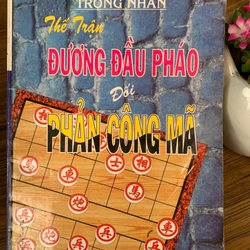 TRỌNG NHÂN
Thế Trận
ĐƯƠNG ĐẦU PHÁO
Đối
PHẢN CÔNG MÃ